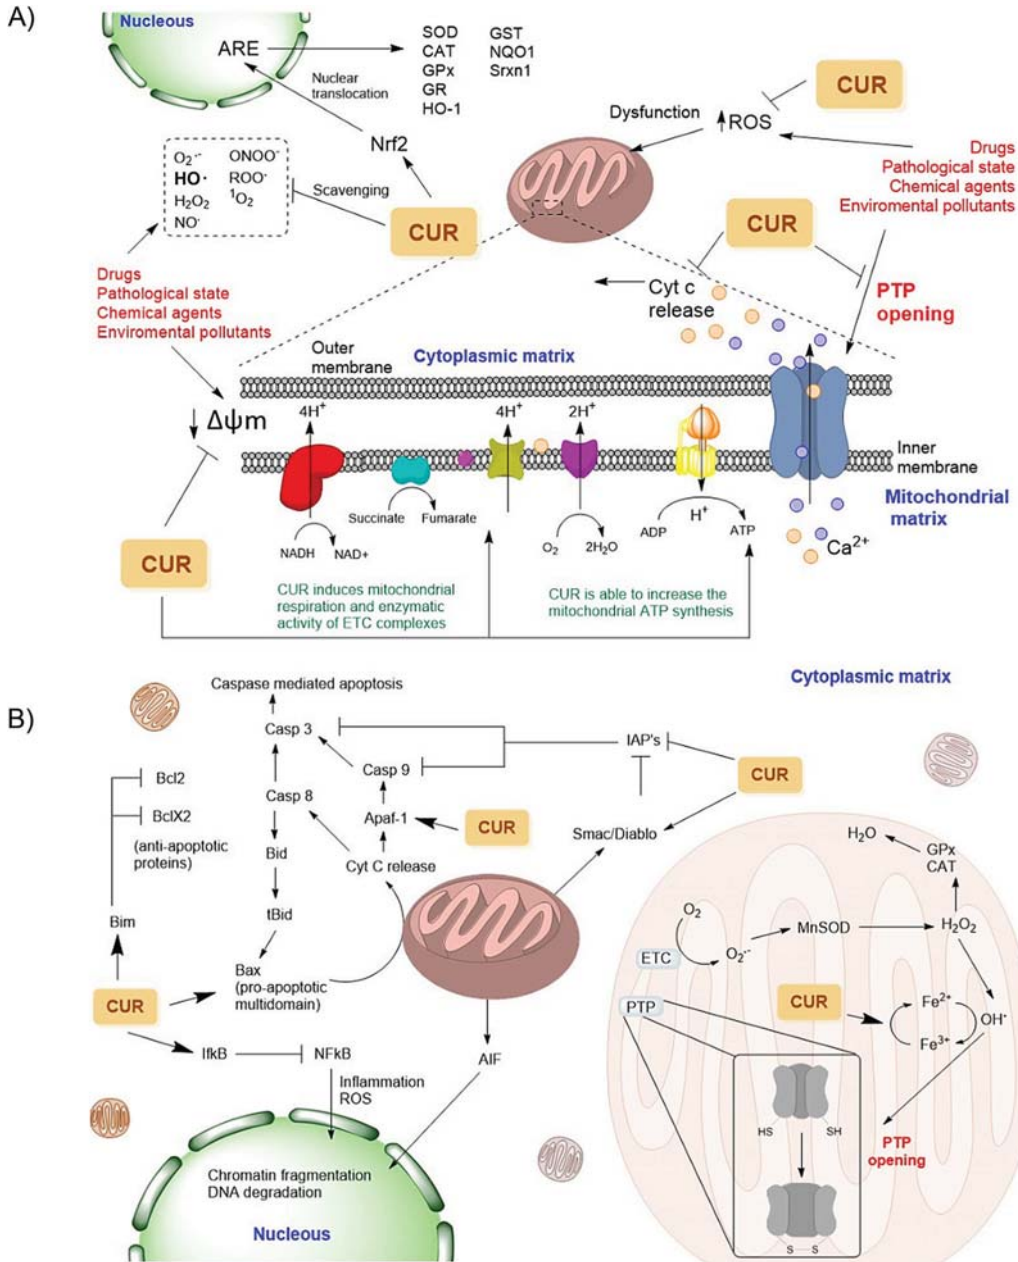 A)
Nucleous
ARE
SOD
CAT
GPx
GR
HO-1
GST
NQO1
Srxn1
Nuclear
translocation
Nrf2
CUR
Dysfunction
ROS
Drugs
Pathological state
Chemical agents
Enviromental pollutants
O₂·⁻
HO·
H₂O₂
NO·
ONOO⁻
ROO·
¹O₂
Scavenging
CUR
CUR
Drugs
Pathological state
Chemical agents
Enviromental pollutants
Cyt c
release
PTP
opening
Outer
membrane
Cytoplasmic matrix
ΔΨm
4H⁺
4H⁺
2H⁺
Inner
membrane
Mitochondrial
matrix
Succinate
Fumarate
NADH
NAD+
O₂
2H₂O
ADP
H⁺
ATP
Ca²⁺
CUR
CUR induces mitochondrial
respiration and enzymatic
activity of ETC complexes
CUR is able to increase the
mitochondrial ATP synthesis
B)
Cytoplasmic matrix
Caspase mediated apoptosis
Casp 3
IAP's
Casp 9
CUR
Bcl2
BclX2
(anti-apoptotic
proteins)
Casp 8
Apaf-1
CUR
Smac/Diablo
Bid
Cyt C release
tBid
Bim
Bax
(pro-apoptotic
multidomain)
CUR
IfkB
NFkB
AIF
Inflammation
ROS
Chromatin fragmentation
DNA degradation
Nucleous
H₂O
GPx
CAT
O₂
MnSOD
H₂O₂
ETC
O₂·⁻
PTP
CUR
Fe²⁺
Fe³⁺
OH·
HS
SH
PTP
opening
S
S